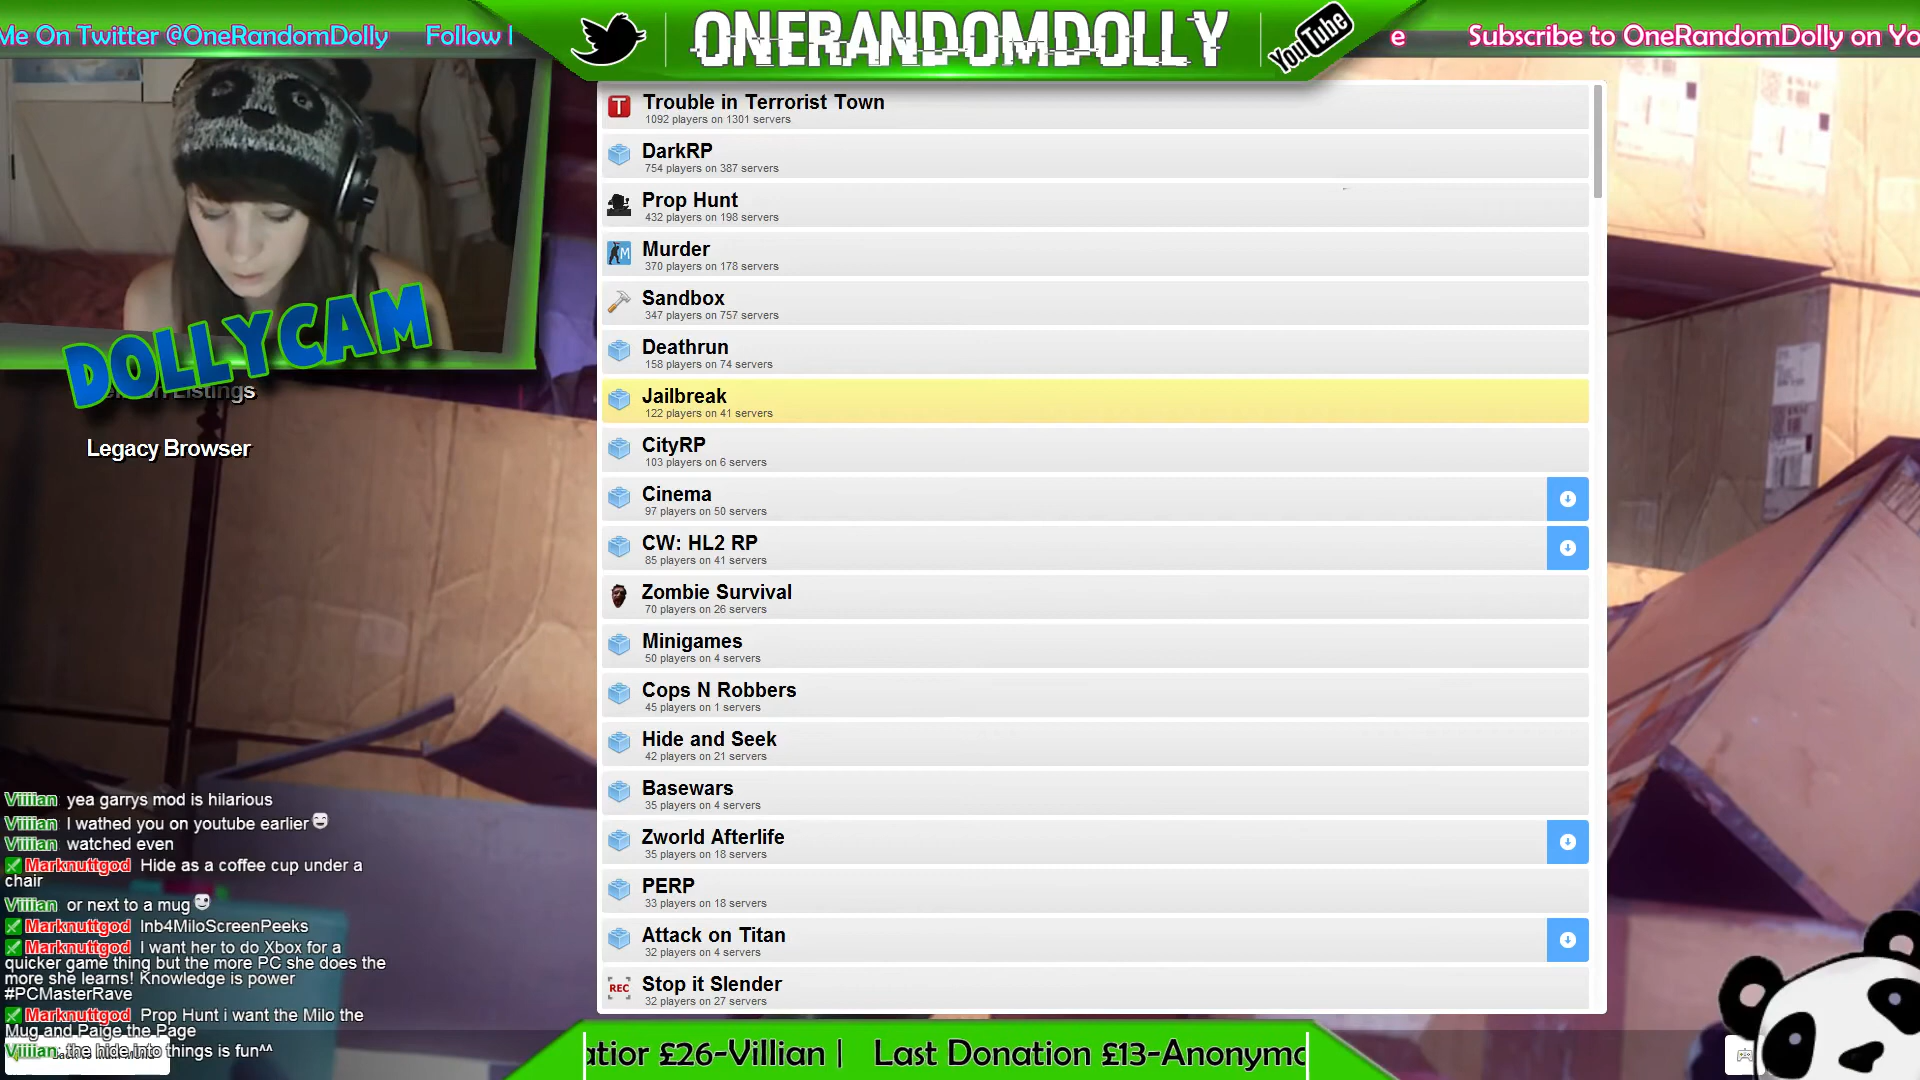 Me On Twitter @OneRandomDolly Follow
ONERANDOMDOLLY
YouTube
e Subscribe to OneRandomDolly on Yo
DOLLYCAM
Listings
Legacy Browser
Trouble in Terrorist Town
1092 players on 1301 servers
DarkRP
754 players on 387 servers
Prop Hunt
432 players on 198 servers
Murder
370 players on 178 servers
Sandbox
347 players on 757 servers
Deathrun
158 players on 74 servers
Jailbreak
122 players on 41 servers
CityRP
103 players on 6 servers
Cinema
97 players on 50 servers
CW: HL2 RP
85 players on 41 servers
Zombie Survival
70 players on 26 servers
Minigames
50 players on 4 servers
Cops N Robbers
45 players on 1 servers
Hide and Seek
42 players on 21 servers
Basewars
35 players on 4 servers
Zworld Afterlife
35 players on 18 servers
PERP
33 players on 18 servers
Attack on Titan
32 players on 4 servers
REC
Stop it Slender
32 players on 27 servers
Viiiian yea garrys mod is hilarious
Viiiian I wathed you on youtube earlier
Viiiian watched even
Marknuttgod Hide as a coffee cup under a
chair
Viiiian or next to a mug
Marknuttgod Inb4MiloScreenPeeks
Marknuttgod I want her to do Xbox for a
quicker game thing but the more PC she does the
more she learns! Knowledge is power
#PCMasterRave
Marknuttgod Prop Hunt i want the Milo the
Mug and Paige the Page
Viiiian the hide into things is fun^^
atior £26-Villian | Last Donation £13-Anonymo